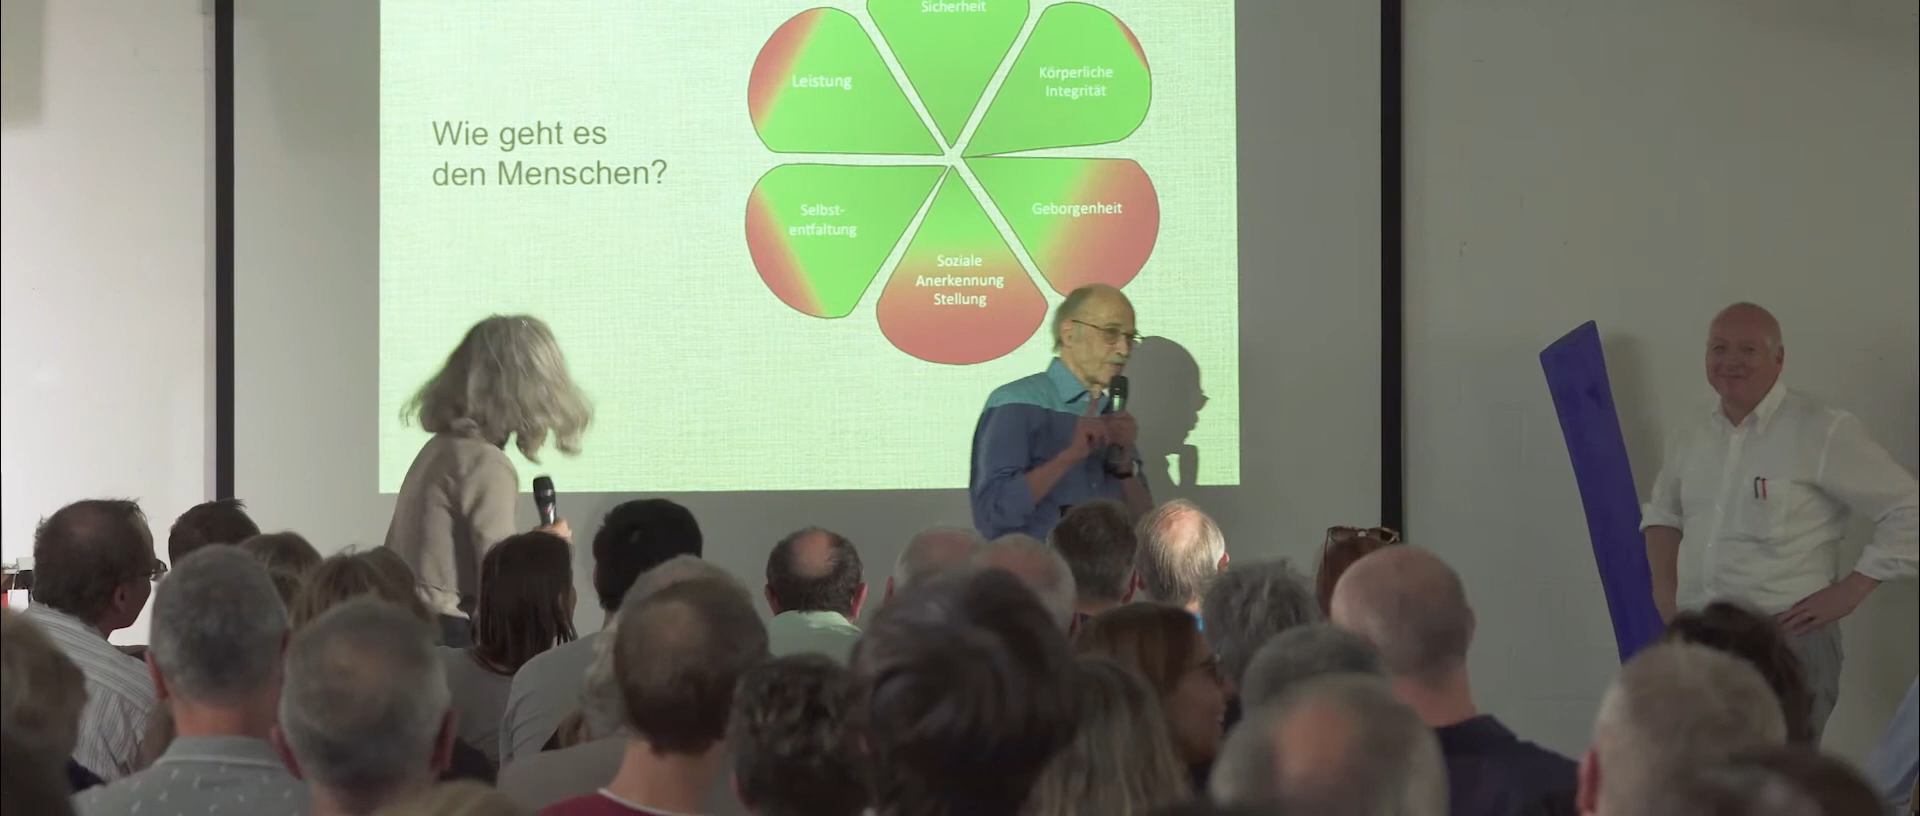 Sicherheit
Leistung
Körperliche
Integrität
Wie geht es
den Menschen?
Selbst-
entfaltung
Geborgenheit
Soziale
Anerkennung
Stellung